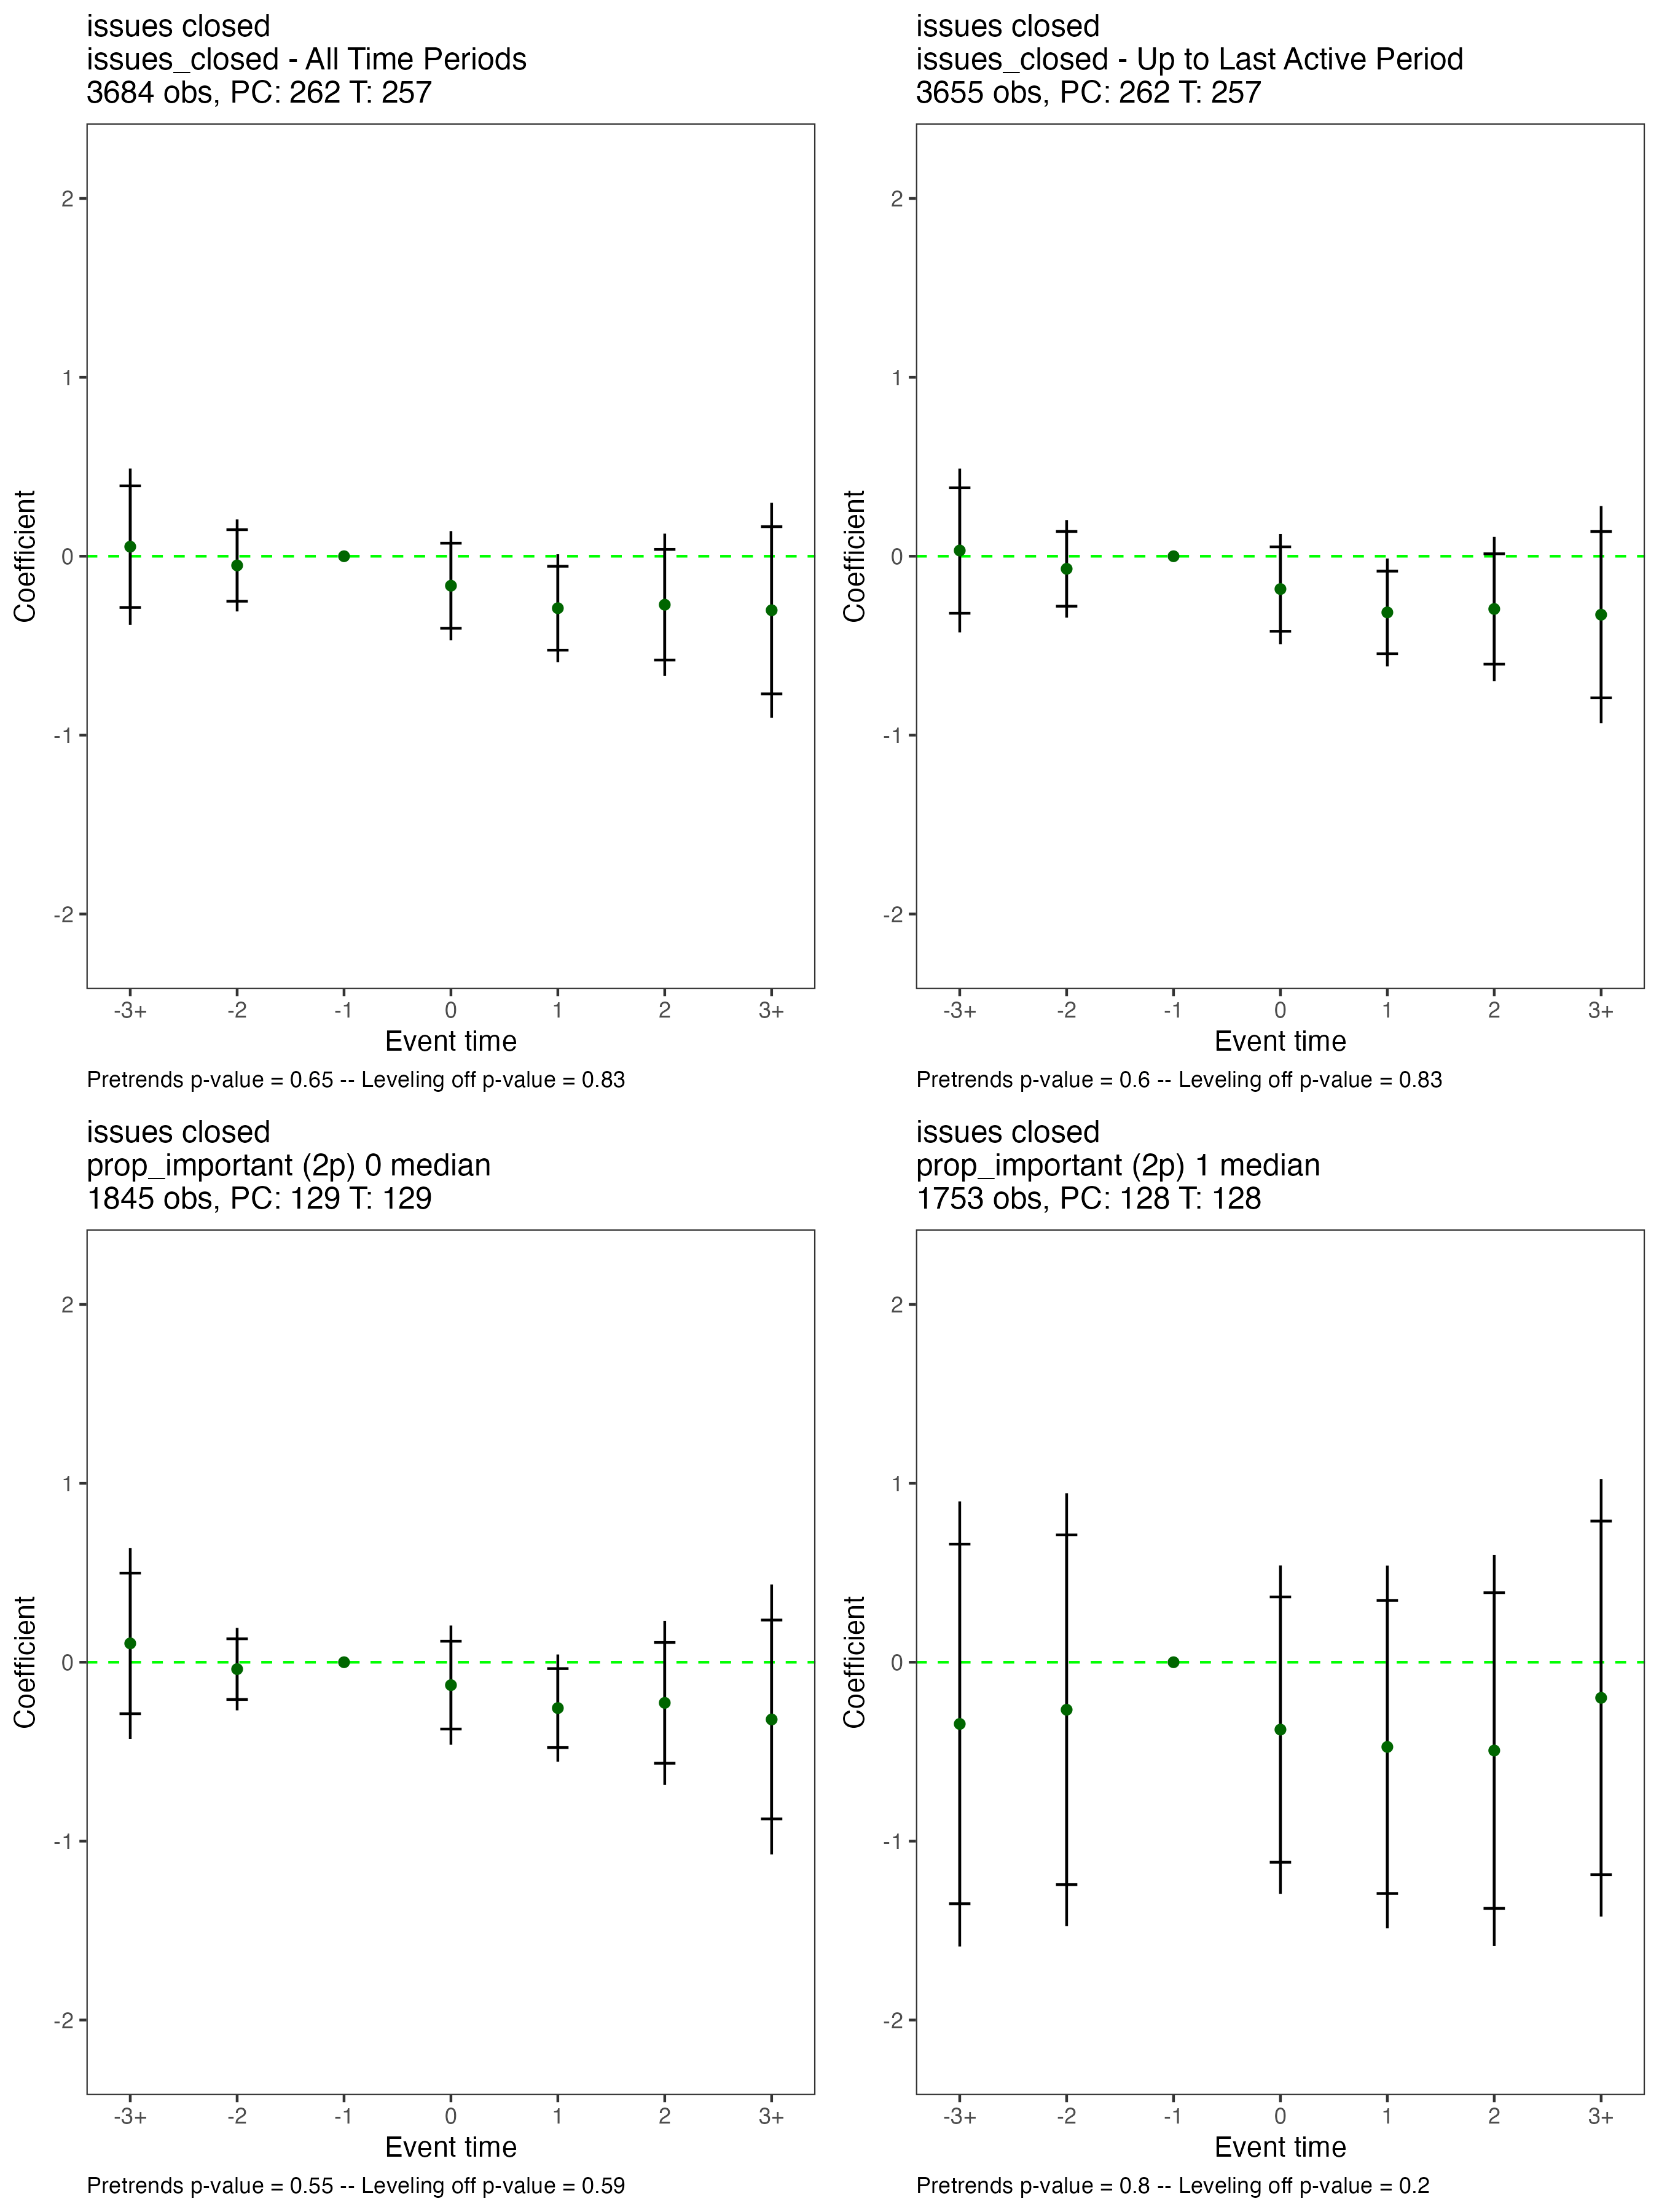 issues closed
issues_closed - All Time Periods
3684 obs, PC: 262 T: 257
2
1
0
-1
-2
Coefficient
-3+ -2 -1 0 1 2 3+
Event time
Pretrends p-value = 0.65 -- Leveling off p-value = 0.83
issues closed
issues_closed - Up to Last Active Period
3655 obs, PC: 262 T: 257
2
1
0
-1
-2
Coefficient
-3+ -2 -1 0 1 2 3+
Event time
Pretrends p-value = 0.6 -- Leveling off p-value = 0.83
issues closed
prop_important (2p) 0 median
1845 obs, PC: 129 T: 129
2
1
0
-1
-2
Coefficient
-3+ -2 -1 0 1 2 3+
Event time
Pretrends p-value = 0.55 -- Leveling off p-value = 0.59
issues closed
prop_important (2p) 1 median
1753 obs, PC: 128 T: 128
2
1
0
-1
-2
Coefficient
-3+ -2 -1 0 1 2 3+
Event time
Pretrends p-value = 0.8 -- Leveling off p-value = 0.2